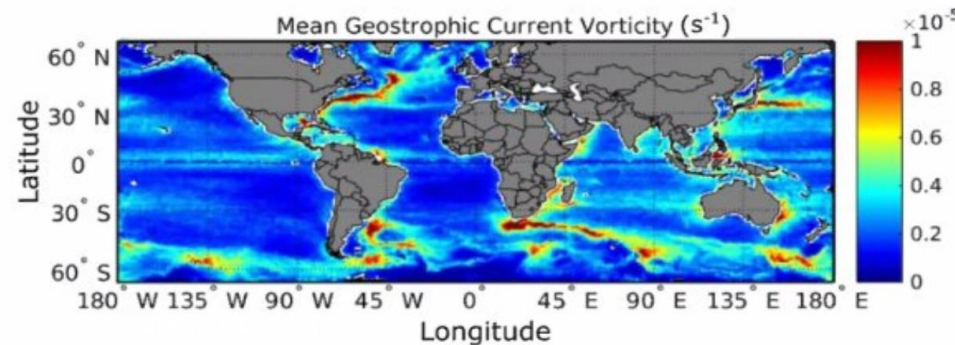 Mean Geostrophic Current Vorticity (s⁻¹)
×10⁻⁵
60° N
30° N
0°
30° S
60° S
Latitude
1
0.8
0.6
0.4
0.2
0
180° W 135° W 90° W 45° W 0° 45° E 90° E 135° E 180° E
Longitude